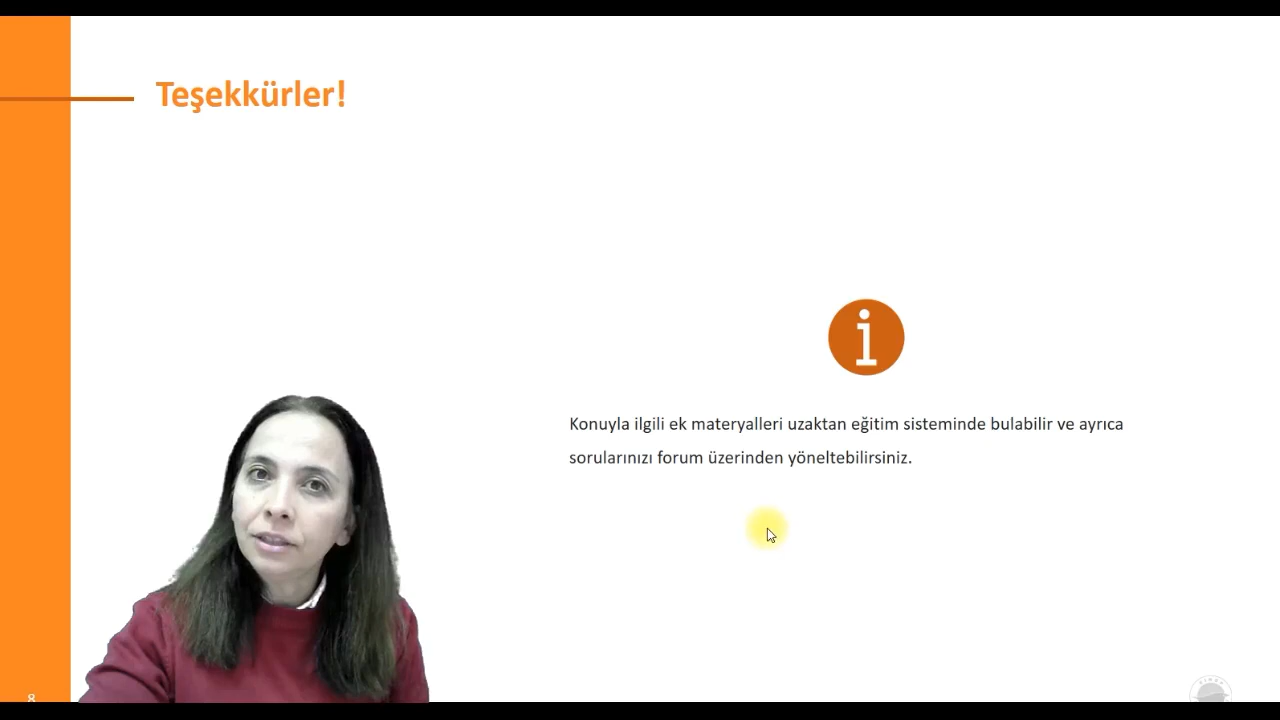 Teşekkürler!
Konuyla ilgili ek materyalleri uzaktan eğitim sisteminde bulabilir ve ayrıca
sorularınızı forum üzerinden yöneltebilirsiniz.
8